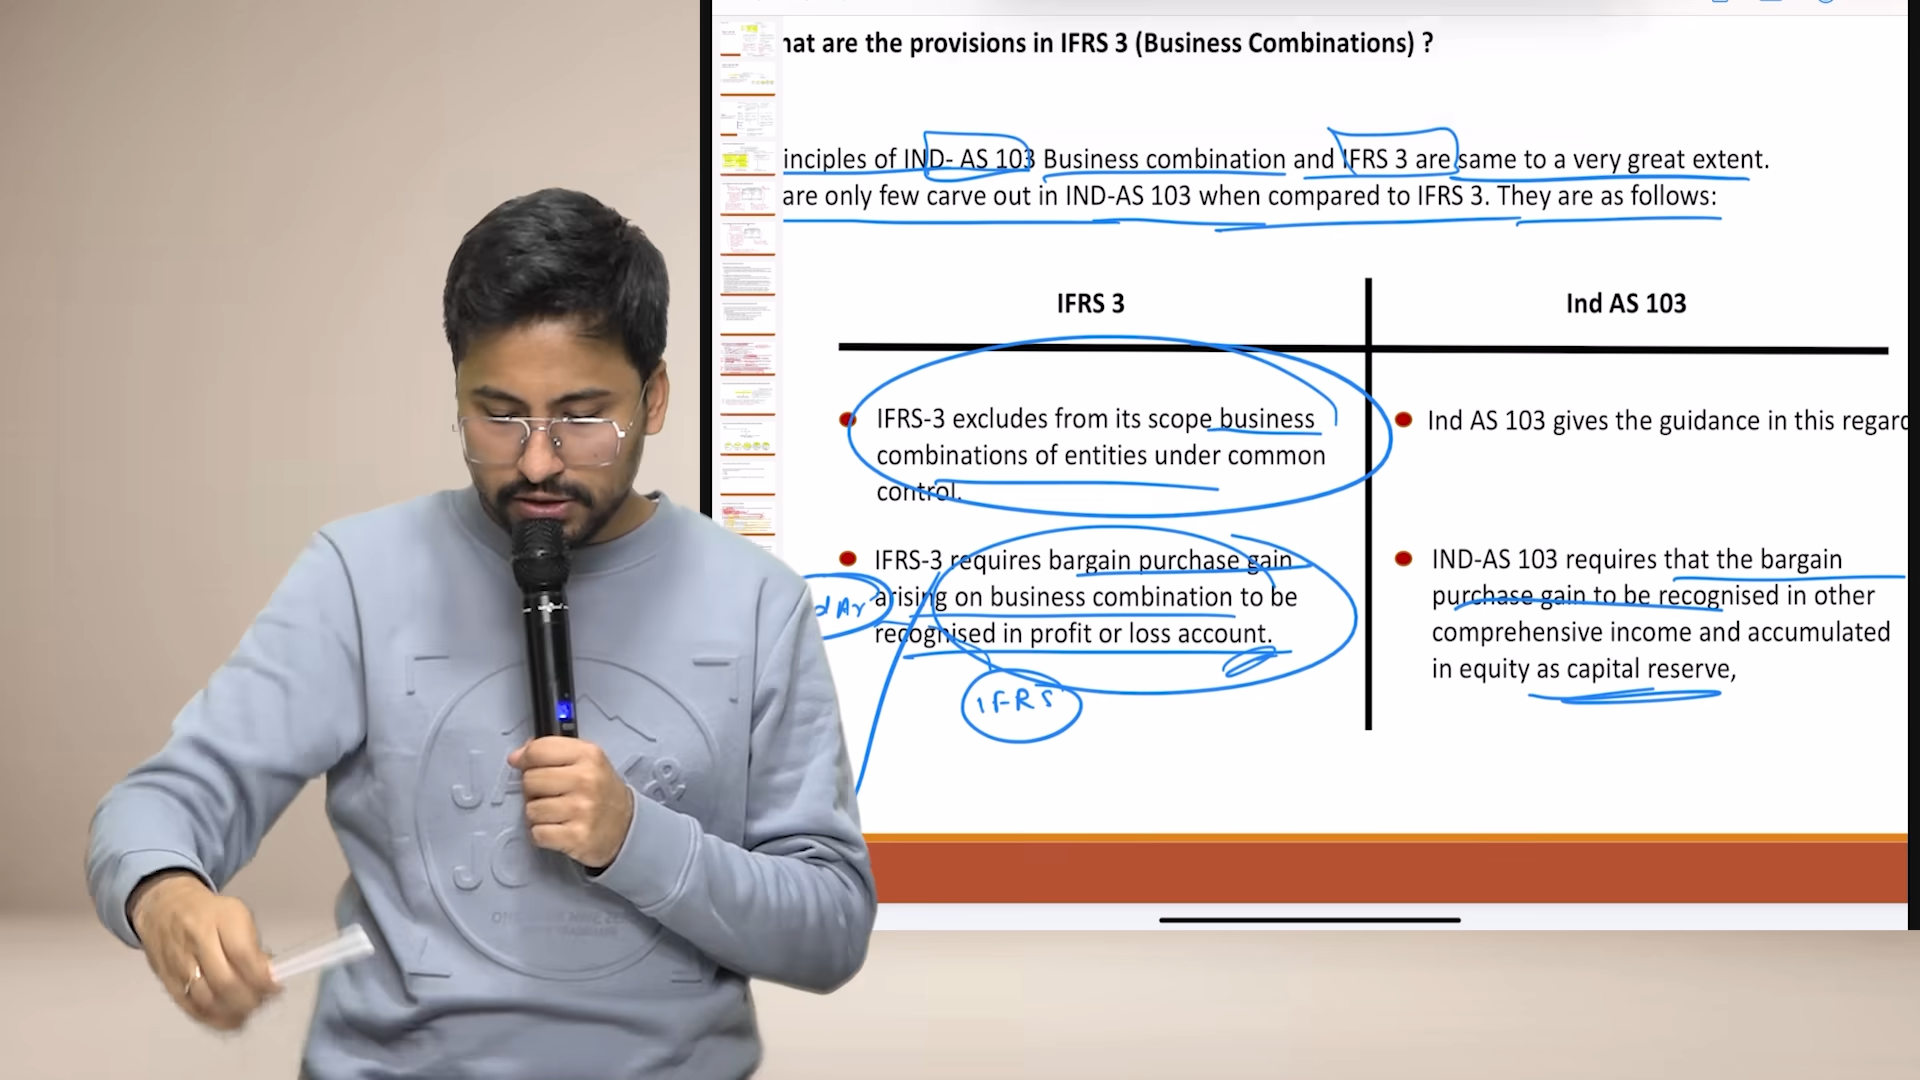 hat are the provisions in IFRS 3 (Business Combinations) ?
inciples of IND- AS 103 Business combination and IFRS 3 are same to a very great extent.
are only few carve out in IND-AS 103 when compared to IFRS 3. They are as follows:
IFRS 3
Ind AS 103
IFRS-3 excludes from its scope business
combinations of entities under common
control.
Ind AS 103 gives the guidance in this regard
IFRS-3 requires bargain purchase gain
arising on business combination to be
recognised in profit or loss account.
IND-AS 103 requires that the bargain
purchase gain to be recognised in other
comprehensive income and accumulated
in equity as capital reserve,
IFRS
JACK &
JO